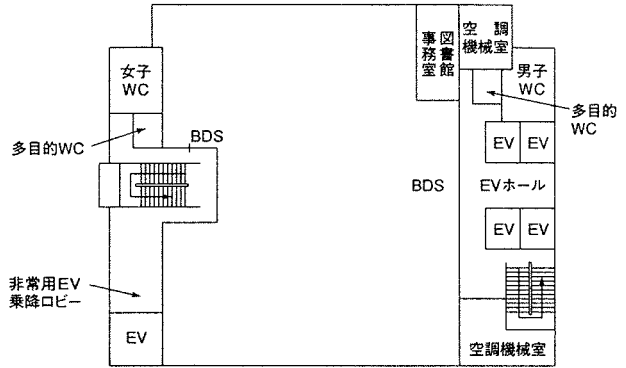 女子
WC
多目的WC
BDS
非常用EV
乗降ロビー
EV
図書館
事務室
空調
機械室
男子
WC
多目的
WC
EV
EV
BDS
EVホール
EV
EV
空調機械室